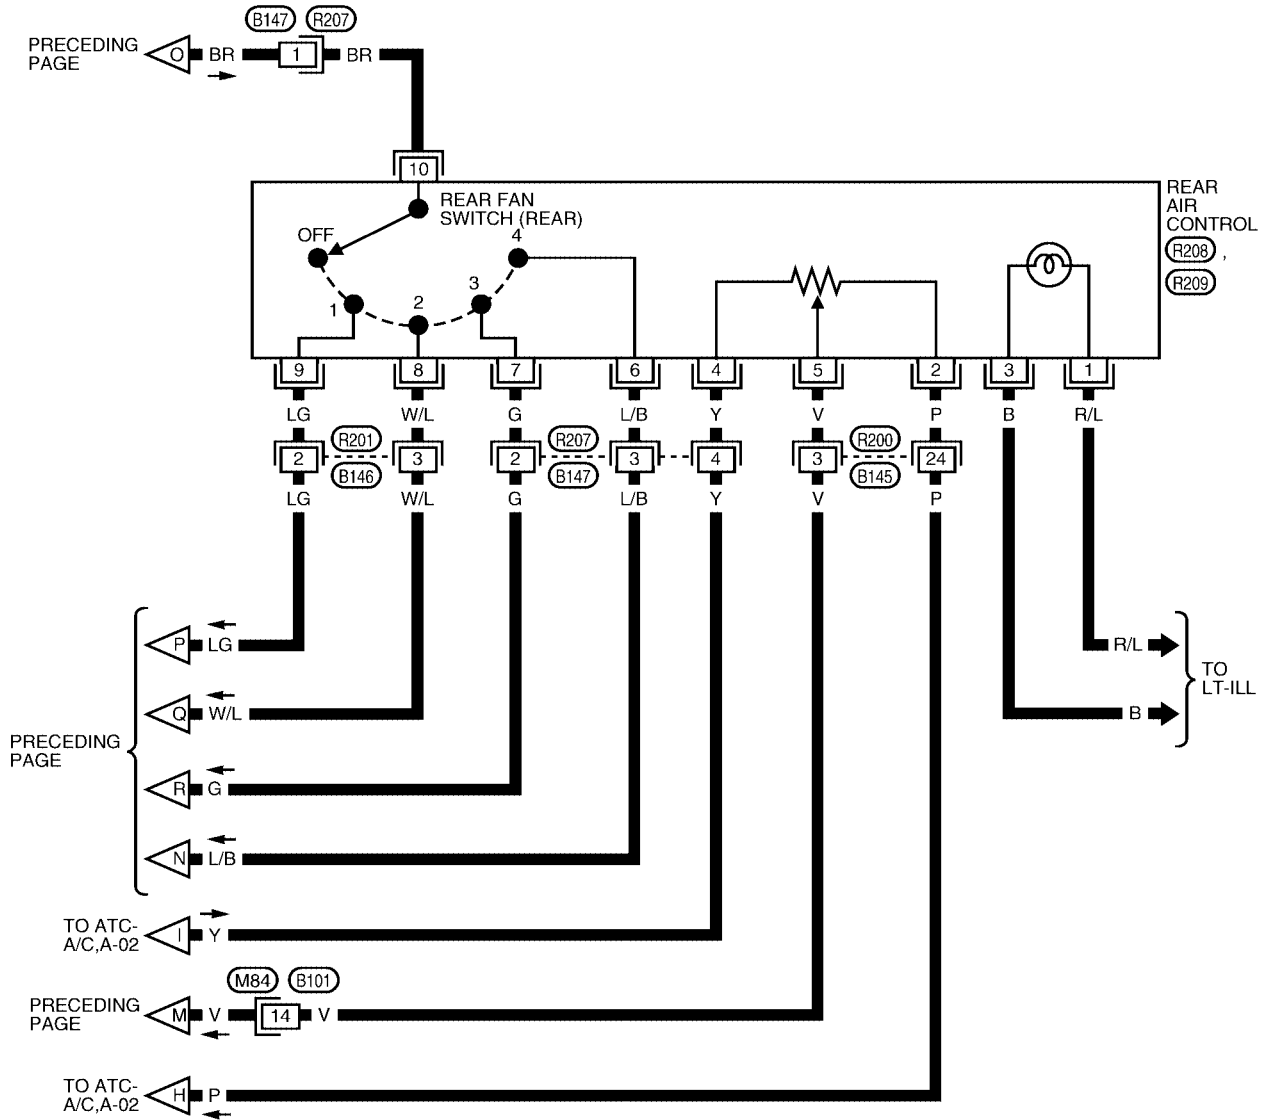 B147 R207
PRECEDING
PAGE
O BR 1 BR
10
REAR FAN
SWITCH (REAR)
OFF 4
1 2 3
REAR
AIR
CONTROL
R208 ,
R209
9 8 7 6 4 5 2 3 1
LG W/L G L/B Y V P B R/L
R201 R207 R200
2 3 2 3 4 3 24
B146 B147 B145
LG W/L G L/B Y V P
P LG
R/L
TO
LT-ILL
Q W/L
B
PRECEDING
PAGE
R G
N L/B
TO ATC-
A/C,A-02
I Y
M84 B101
PRECEDING
PAGE
M V 14 V
TO ATC-
A/C,A-02
H P